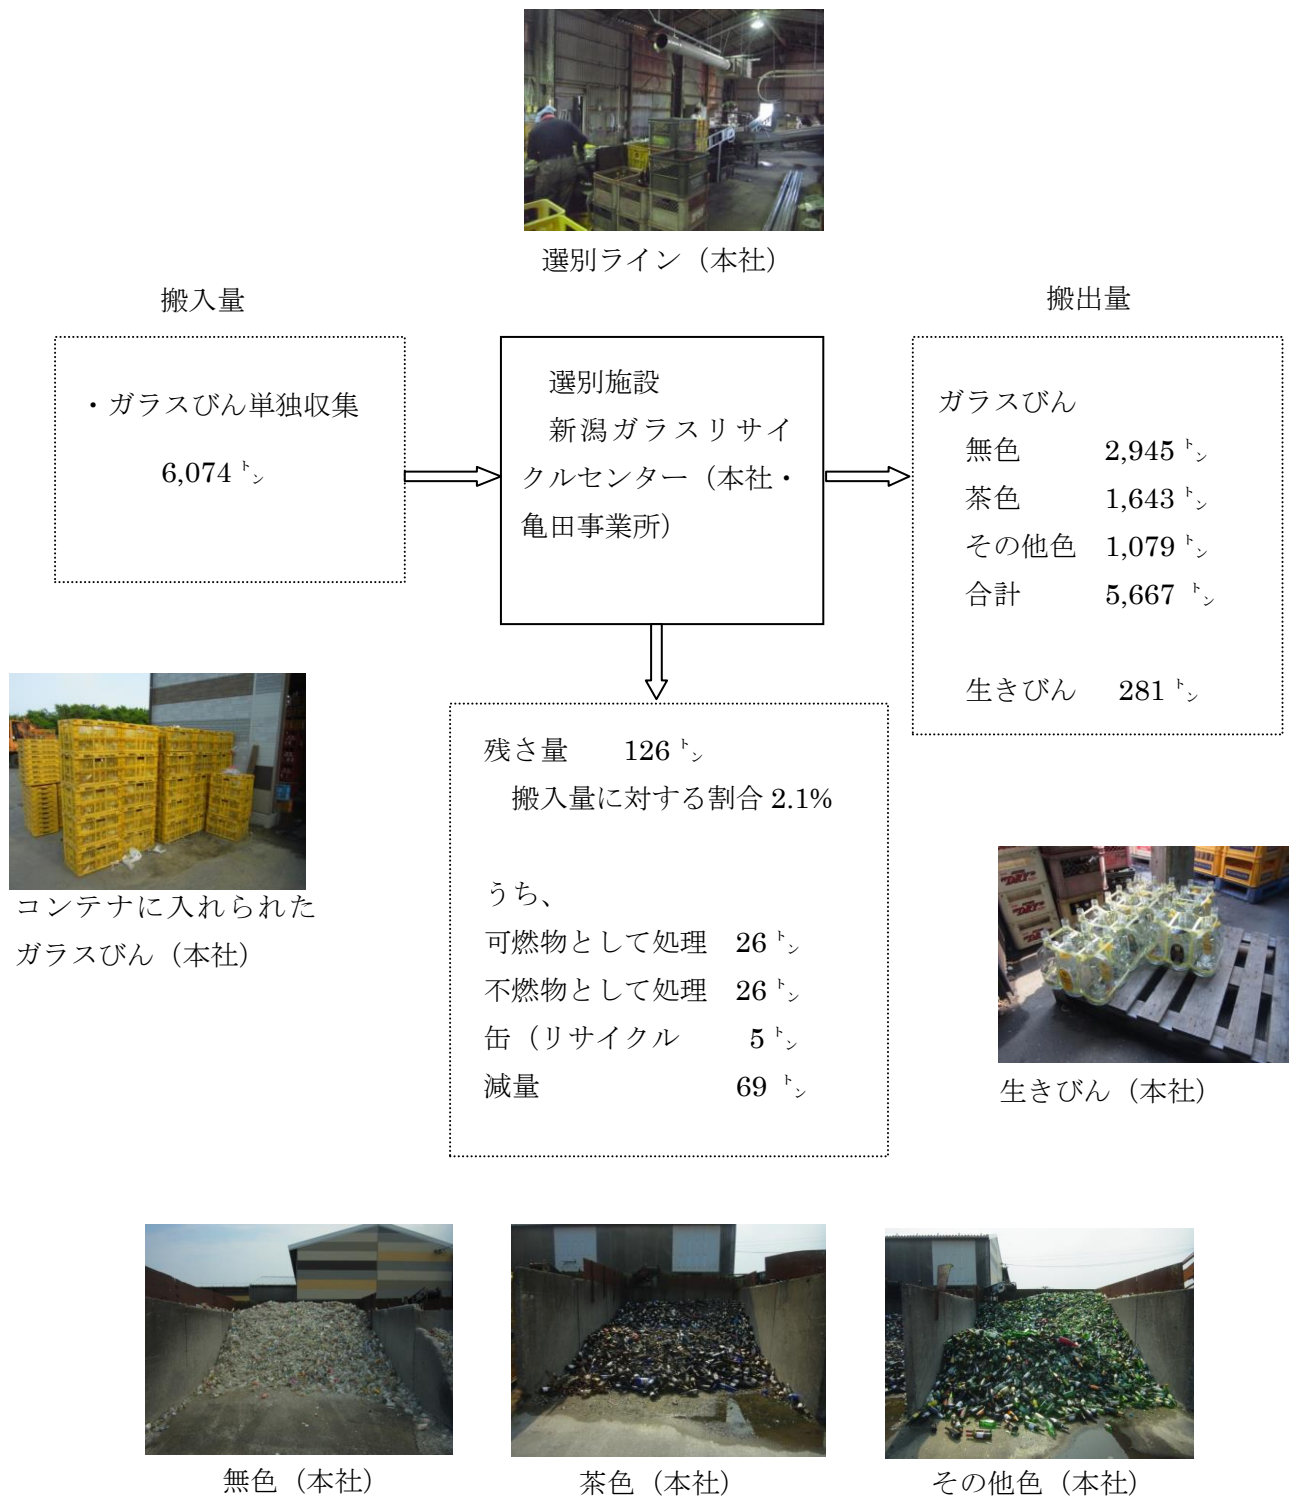 選別ライン（本社）
搬入量
搬出量
・ガラスびん単独収集
6,074 トン
選別施設
新潟ガラスリサイ
クルセンター（本社・
亀田事業所）
ガラスびん
無色 2,945 トン
茶色 1,643 トン
その他色 1,079 トン
合計 5,667 トン
生きびん 281 トン
残さ量 126 トン
搬入量に対する割合 2.1%
うち、
可燃物として処理 26 トン
不燃物として処理 26 トン
缶（リサイクル 5 トン
減量 69 トン
コンテナに入れられた
ガラスびん（本社）
生きびん（本社）
無色（本社）
茶色（本社）
その他色（本社）